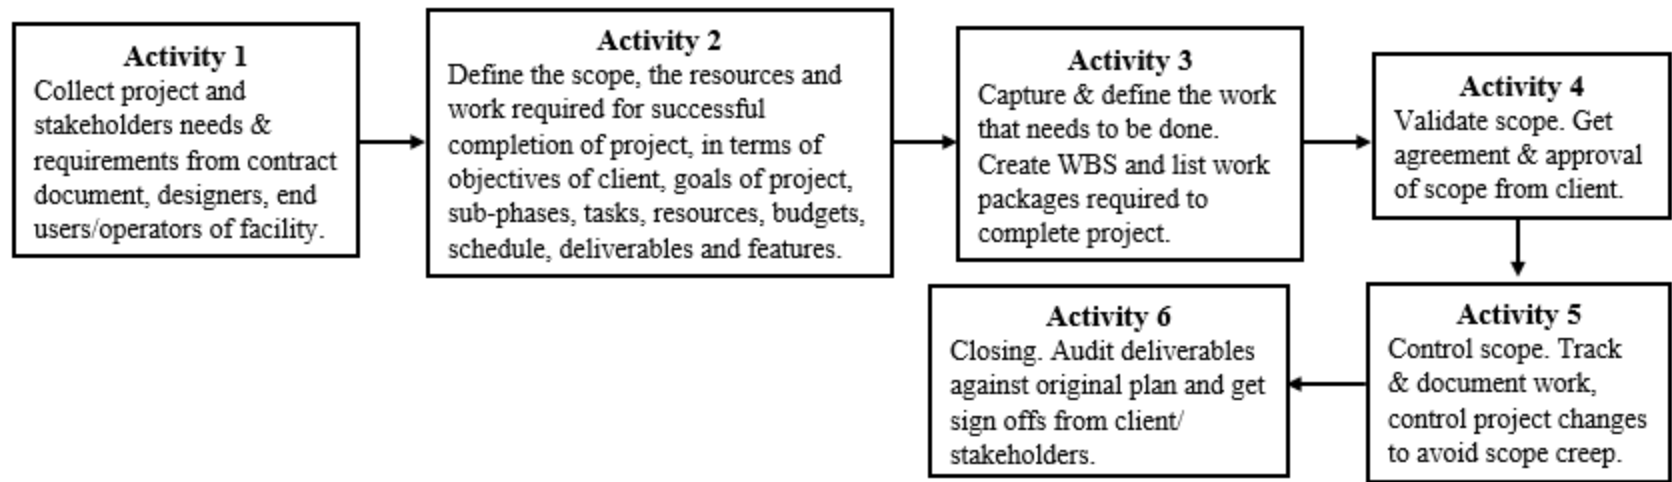 Activity 1
Collect project and
stakeholders needs &
requirements from contract
document, designers, end
users/operators of facility.
Activity 2
Define the scope, the resources and
work required for successful
completion of project, in terms of
objectives of client, goals of project,
sub-phases, tasks, resources, budgets,
schedule, deliverables and features.
Activity 3
Capture & define the work
that needs to be done.
Create WBS and list work
packages required to
complete project.
Activity 4
Validate scope. Get
agreement & approval
of scope from client.
Activity 5
Control scope. Track
& document work,
control project changes
to avoid scope creep.
Activity 6
Closing. Audit deliverables
against original plan and get
sign offs from client/
stakeholders.